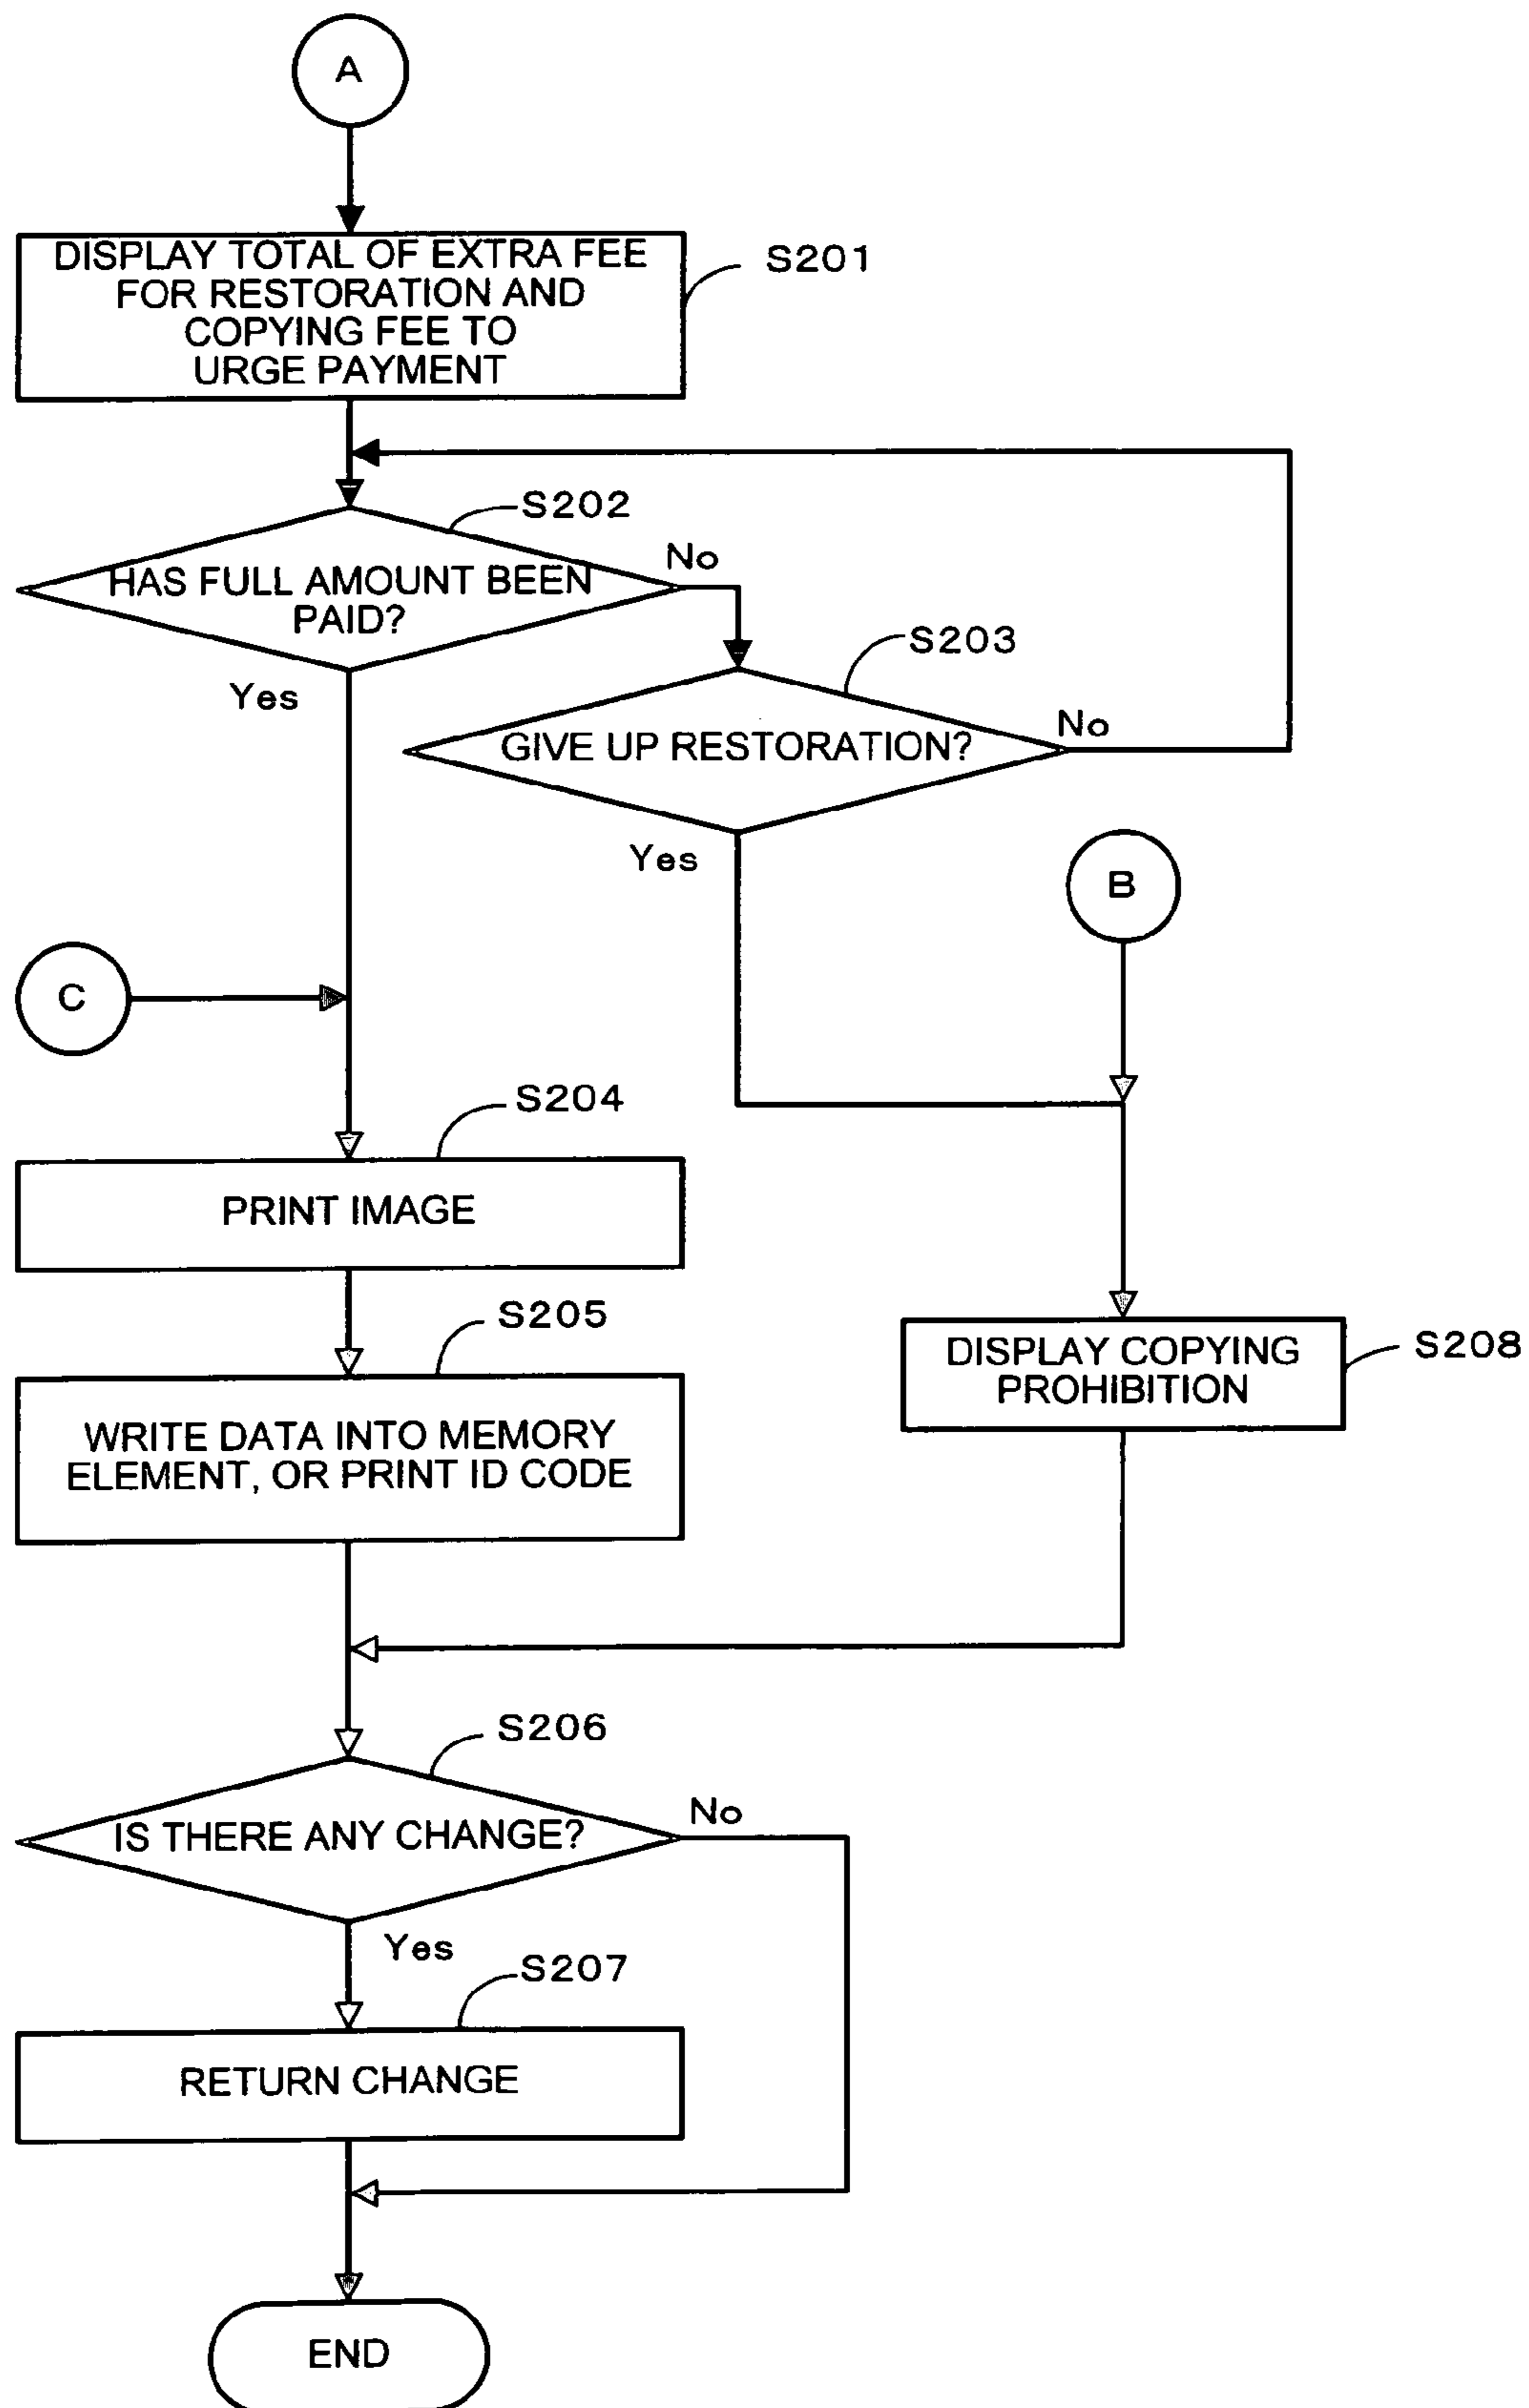 A
DISPLAY TOTAL OF EXTRA FEE
FOR RESTORATION AND
COPYING FEE TO
URGE PAYMENT
S201
S202
HAS FULL AMOUNT BEEN
PAID?
No
Yes
S203
GIVE UP RESTORATION?
No
Yes
B
C
S204
PRINT IMAGE
S205
WRITE DATA INTO MEMORY
ELEMENT, OR PRINT ID CODE
DISPLAY COPYING
PROHIBITION
S208
S206
IS THERE ANY CHANGE?
No
Yes
S207
RETURN CHANGE
END